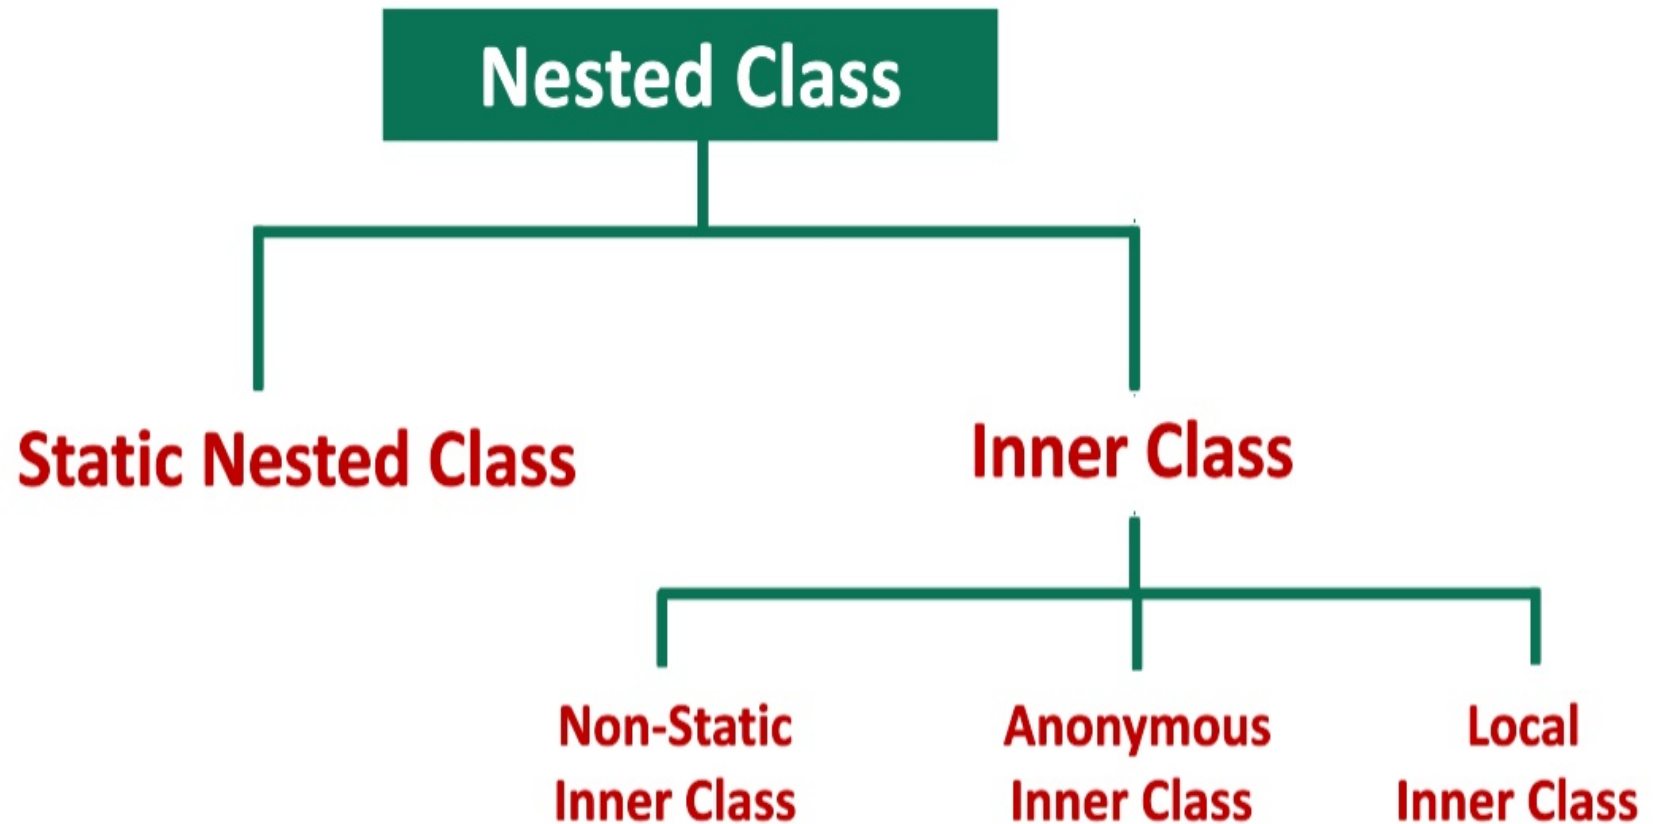 Nested Class
Static Nested Class
Inner Class
Non-Static
Inner Class
Anonymous
Inner Class
Local
Inner Class